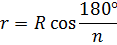 r = R cos 180°/n